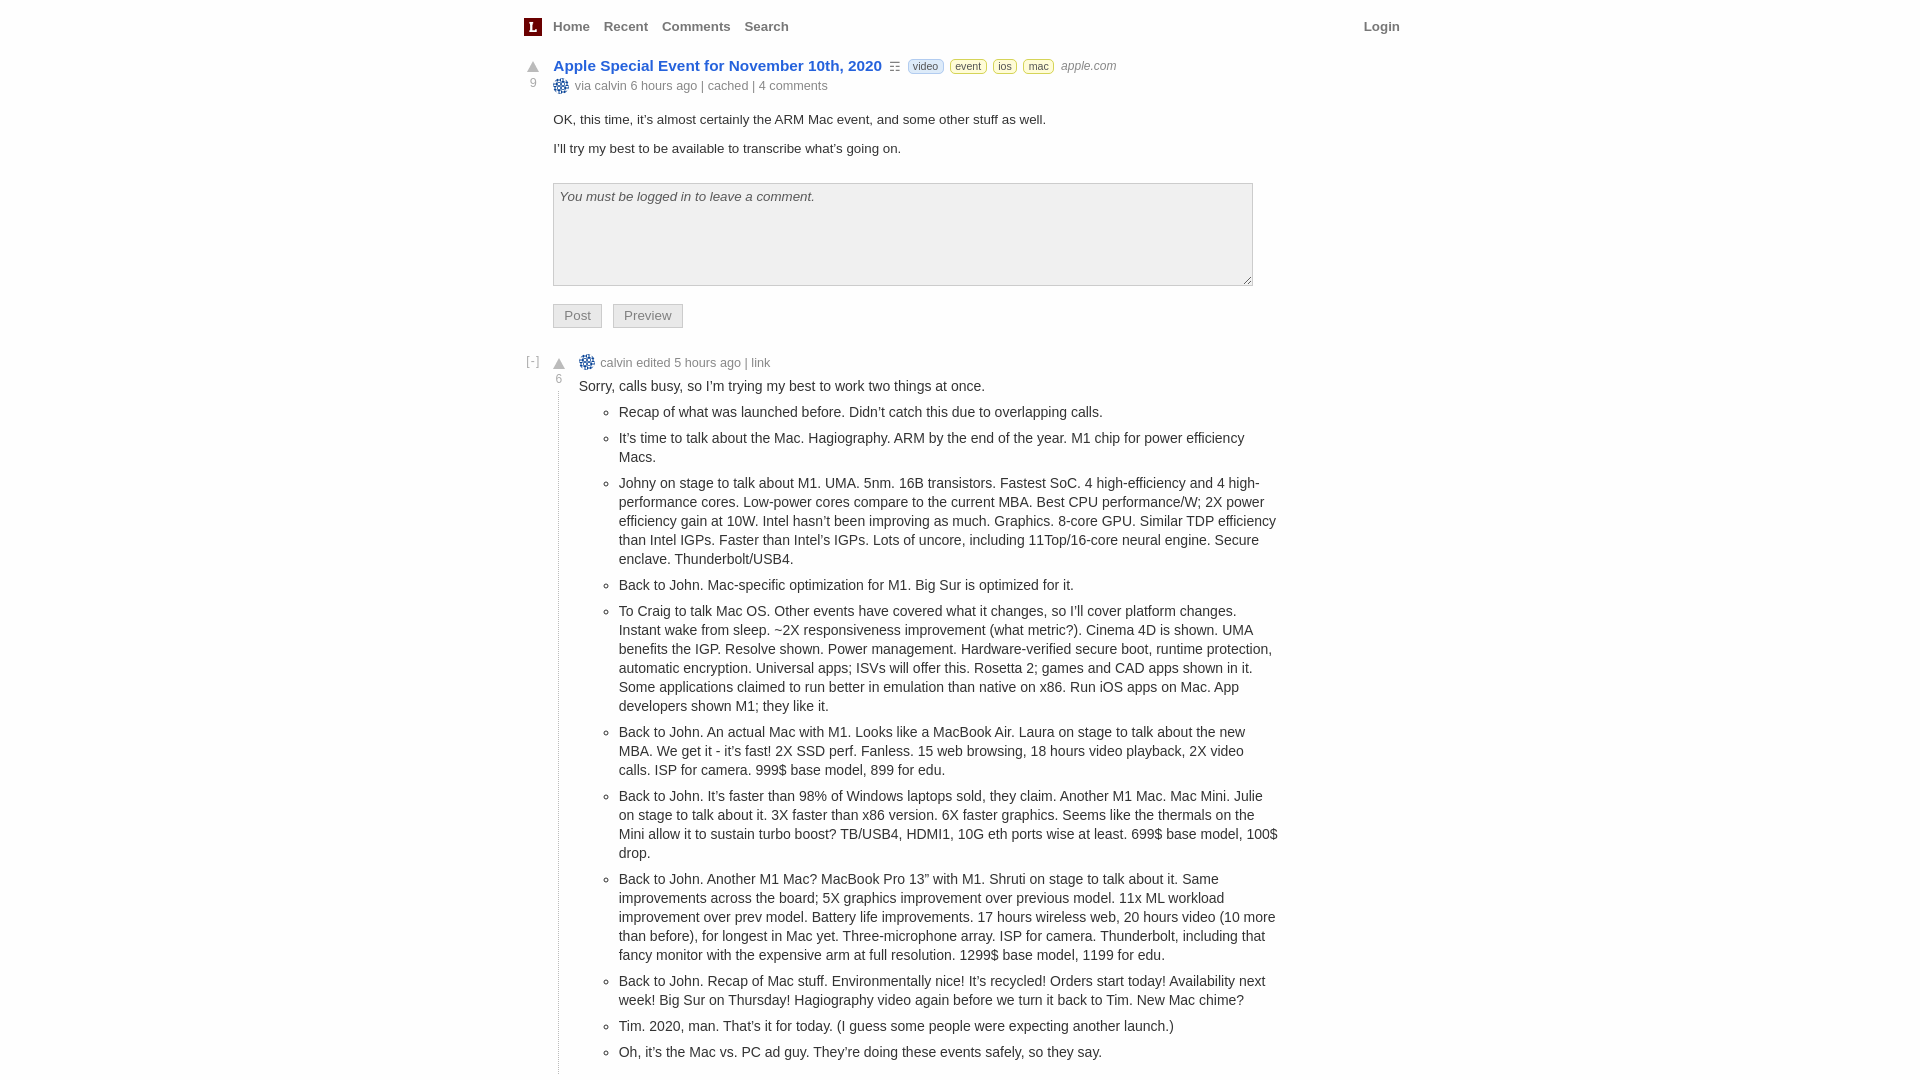 L Home Recent Comments Search Login
Apple Special Event for November 10th, 2020 ☶ video event ios mac apple.com
9
via calvin 6 hours ago | cached | 4 comments
OK, this time, it’s almost certainly the ARM Mac event, and some other stuff as well.
I’ll try my best to be available to transcribe what’s going on.
You must be logged in to leave a comment.
Post Preview
[-] calvin edited 5 hours ago | link
6
Sorry, calls busy, so I’m trying my best to work two things at once.
Recap of what was launched before. Didn’t catch this due to overlapping calls.
It’s time to talk about the Mac. Hagiography. ARM by the end of the year. M1 chip for power efficiency
Macs.
Johny on stage to talk about M1. UMA. 5nm. 16B transistors. Fastest SoC. 4 high-efficiency and 4 high-
performance cores. Low-power cores compare to the current MBA. Best CPU performance/W; 2X power
efficiency gain at 10W. Intel hasn’t been improving as much. Graphics. 8-core GPU. Similar TDP efficiency
than Intel IGPs. Faster than Intel’s IGPs. Lots of uncore, including 11Top/16-core neural engine. Secure
enclave. Thunderbolt/USB4.
Back to John. Mac-specific optimization for M1. Big Sur is optimized for it.
To Craig to talk Mac OS. Other events have covered what it changes, so I’ll cover platform changes.
Instant wake from sleep. ~2X responsiveness improvement (what metric?). Cinema 4D is shown. UMA
benefits the IGP. Resolve shown. Power management. Hardware-verified secure boot, runtime protection,
automatic encryption. Universal apps; ISVs will offer this. Rosetta 2; games and CAD apps shown in it.
Some applications claimed to run better in emulation than native on x86. Run iOS apps on Mac. App
developers shown M1; they like it.
Back to John. An actual Mac with M1. Looks like a MacBook Air. Laura on stage to talk about the new
MBA. We get it - it’s fast! 2X SSD perf. Fanless. 15 web browsing, 18 hours video playback, 2X video
calls. ISP for camera. 999$ base model, 899 for edu.
Back to John. It’s faster than 98% of Windows laptops sold, they claim. Another M1 Mac. Mac Mini. Julie
on stage to talk about it. 3X faster than x86 version. 6X faster graphics. Seems like the thermals on the
Mini allow it to sustain turbo boost? TB/USB4, HDMI1, 10G eth ports wise at least. 699$ base model, 100$
drop.
Back to John. Another M1 Mac? MacBook Pro 13” with M1. Shruti on stage to talk about it. Same
improvements across the board; 5X graphics improvement over previous model. 11x ML workload
improvement over prev model. Battery life improvements. 17 hours wireless web, 20 hours video (10 more
than before), for longest in Mac yet. Three-microphone array. ISP for camera. Thunderbolt, including that
fancy monitor with the expensive arm at full resolution. 1299$ base model, 1199 for edu.
Back to John. Recap of Mac stuff. Environmentally nice! It’s recycled! Orders start today! Availability next
week! Big Sur on Thursday! Hagiography video again before we turn it back to Tim. New Mac chime?
Tim. 2020, man. That’s it for today. (I guess some people were expecting another launch.)
Oh, it’s the Mac vs. PC ad guy. They’re doing these events safely, so they say.